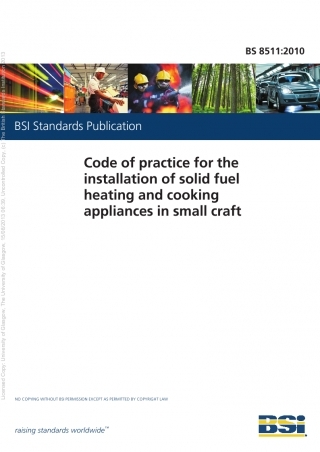 BS 8511:2010
BSI Standards Publication
Code of practice for the
installation of solid fuel
heating and cooking
appliances in small craft
NO COPYING WITHOUT BSI PERMISSION EXCEPT AS PERMITTED BY COPYRIGHT LAW
raising standards worldwide™
BSi